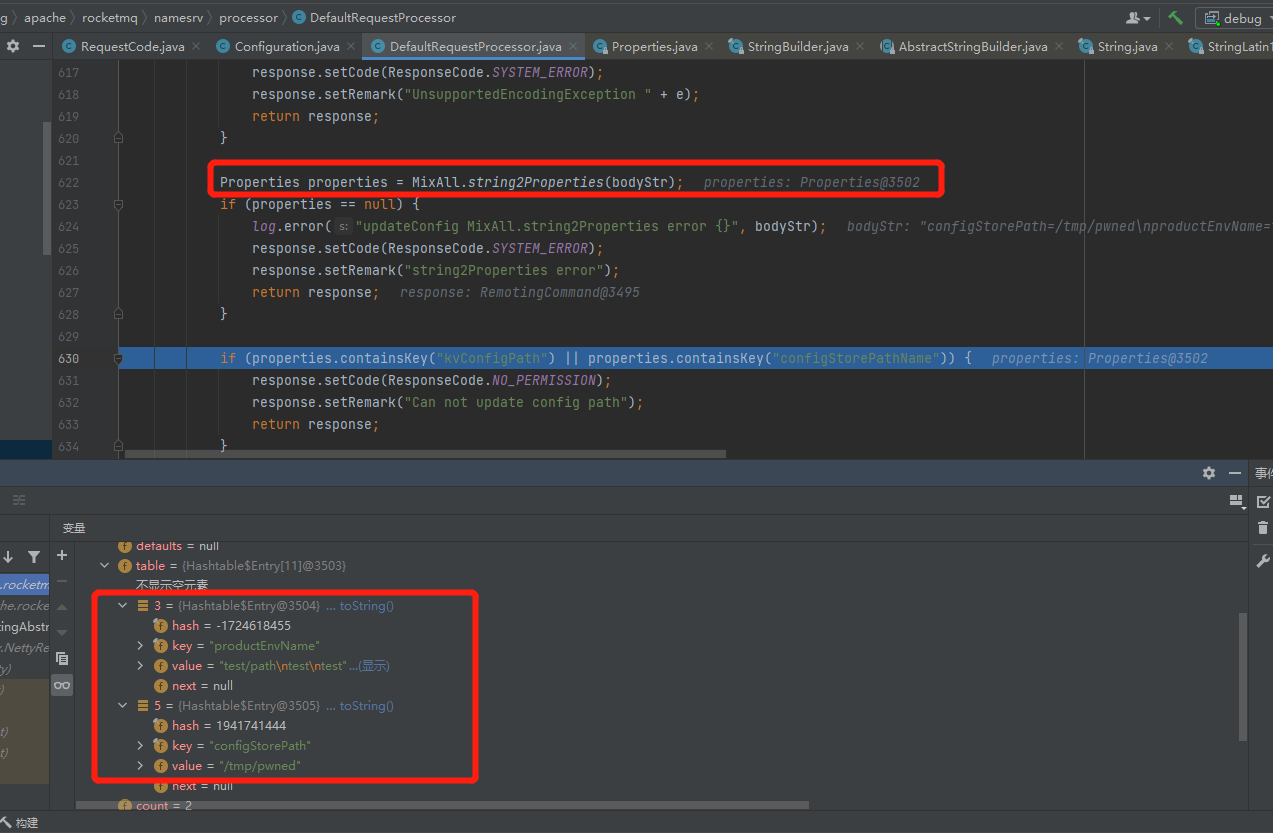 g apache rocketmq namesrv processor DefaultRequestProcessor debug
RequestCode.java Configuration.java DefaultRequestProcessor.java Properties.java StringBuilder.java AbstractStringBuilder.java String.java StringLatin1
617 response.setCode(ResponseCode.SYSTEM_ERROR);
618 response.setRemark("UnsupportedEncodingException " + e);
619 return response;
620 }
621
622 Properties properties = MixAll.string2Properties(bodyStr); properties: Properties@3502
623 if (properties == null) {
624 log.error( s: "updateConfig MixAll.string2Properties error {}", bodyStr); bodyStr: "configStorePath=/tmp/pwned\nproductEnvName=
625 response.setCode(ResponseCode.SYSTEM_ERROR);
626 response.setRemark("string2Properties error");
627 return response; response: RemotingCommand@3495
628 }
629
630 if (properties.containsKey("kvConfigPath") || properties.containsKey("configStorePathName")) { properties: Properties@3502
631 response.setCode(ResponseCode.NO_PERMISSION);
632 response.setRemark("Can not update config path");
633 return response;
634 }
变量
defaults = null
table = {Hashtable$Entry[11]@3503}
不显示空元素
3 = {Hashtable$Entry@3504} ... toString()
hash = -1724618455
key = "productEnvName"
value = "test/path\ntest\ntest"...(显示)
next = null
5 = {Hashtable$Entry@3505} ... toString()
hash = 1941741444
key = "configStorePath"
value = "/tmp/pwned"
next = null
count = 2
.rocketm
he.rocke
tingAbstr
.NettyRe
构建